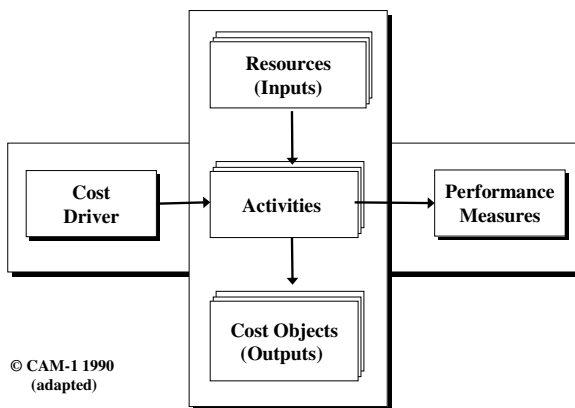 Resources
(Inputs)
Cost
Driver
Activities
Performance
Measures
Cost Objects
(Outputs)
© CAM-1 1990
(adapted)